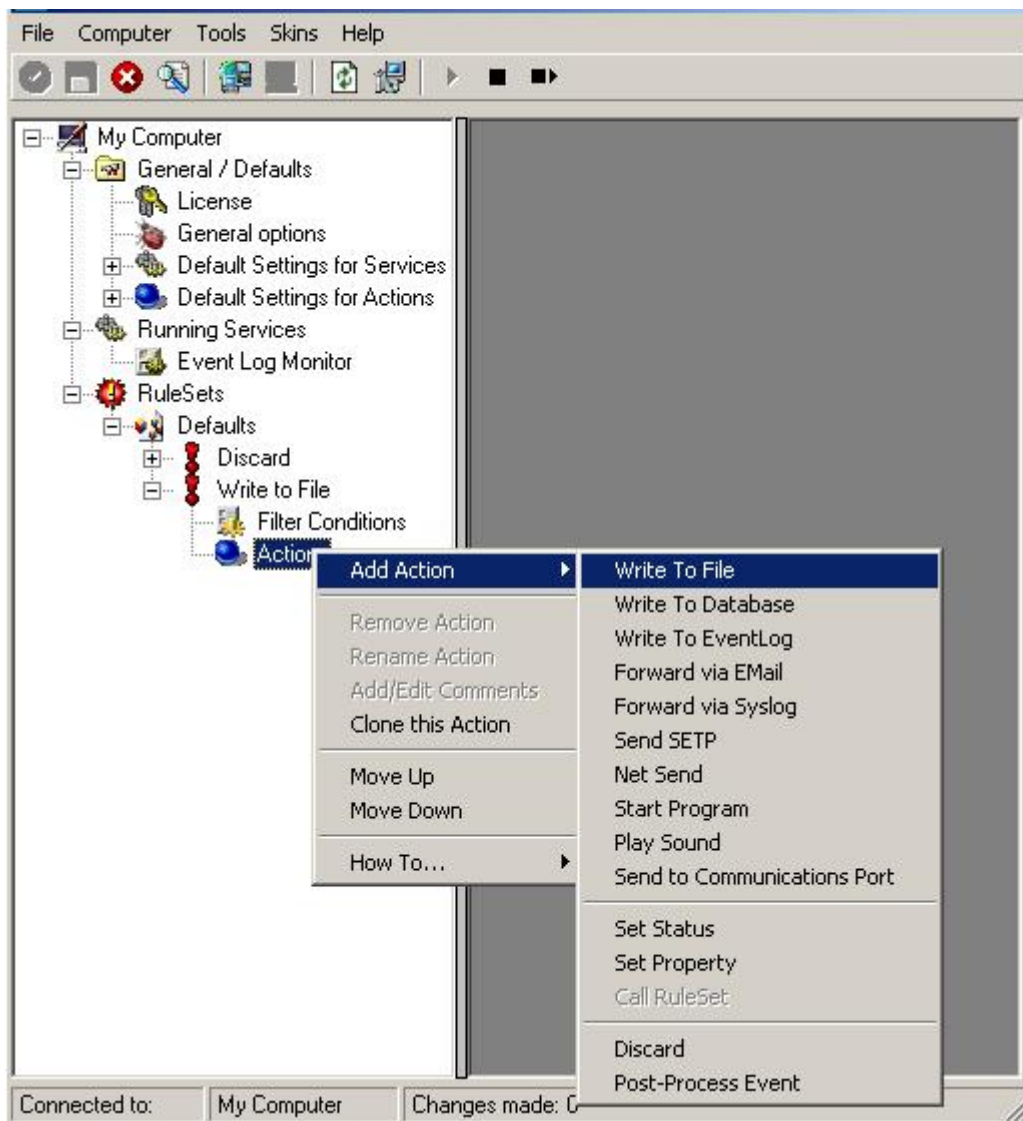 File Computer Tools Skins Help
My Computer
General / Defaults
License
General options
Default Settings for Services
Default Settings for Actions
Running Services
Event Log Monitor
RuleSets
Defaults
Discard
Write to File
Filter Conditions
Action
Add Action
Remove Action
Rename Action
Add/Edit Comments
Clone this Action
Move Up
Move Down
How To...
Write To File
Write To Database
Write To EventLog
Forward via EMail
Forward via Syslog
Send SETP
Net Send
Start Program
Play Sound
Send to Communications Port
Set Status
Set Property
Call RuleSet
Discard
Post-Process Event
Connected to: My Computer Changes made: 0